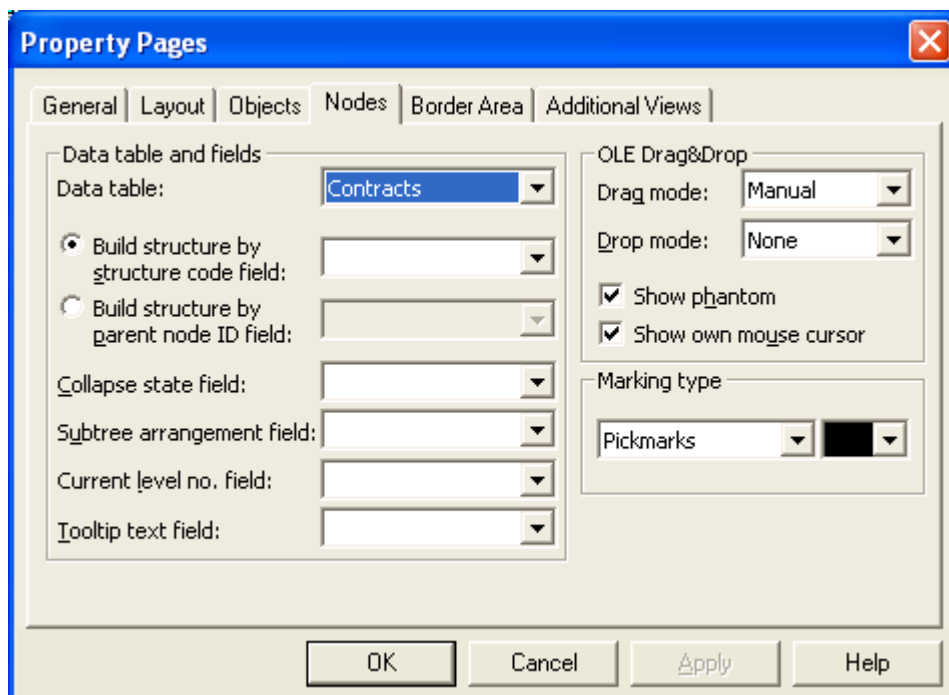 Property Pages
General Layout Objects Nodes Border Area Additional Views
Data table and fields
Data table: Contracts
Build structure by
structure code field:
Build structure by
parent node ID field:
Collapse state field:
Subtree arrangement field:
Current level no. field:
Tooltip text field:
OLE Drag&Drop
Drag mode: Manual
Drop mode: None
Show phantom
Show own mouse cursor
Marking type
Pickmarks
OK Cancel Apply Help